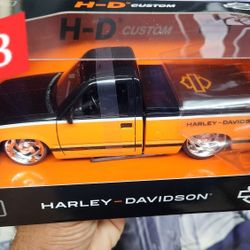 H-D CUSTOM
B
H-D CUSTOM
HARLEY-DAVIDSON
HARLEY-DAVIDSON®